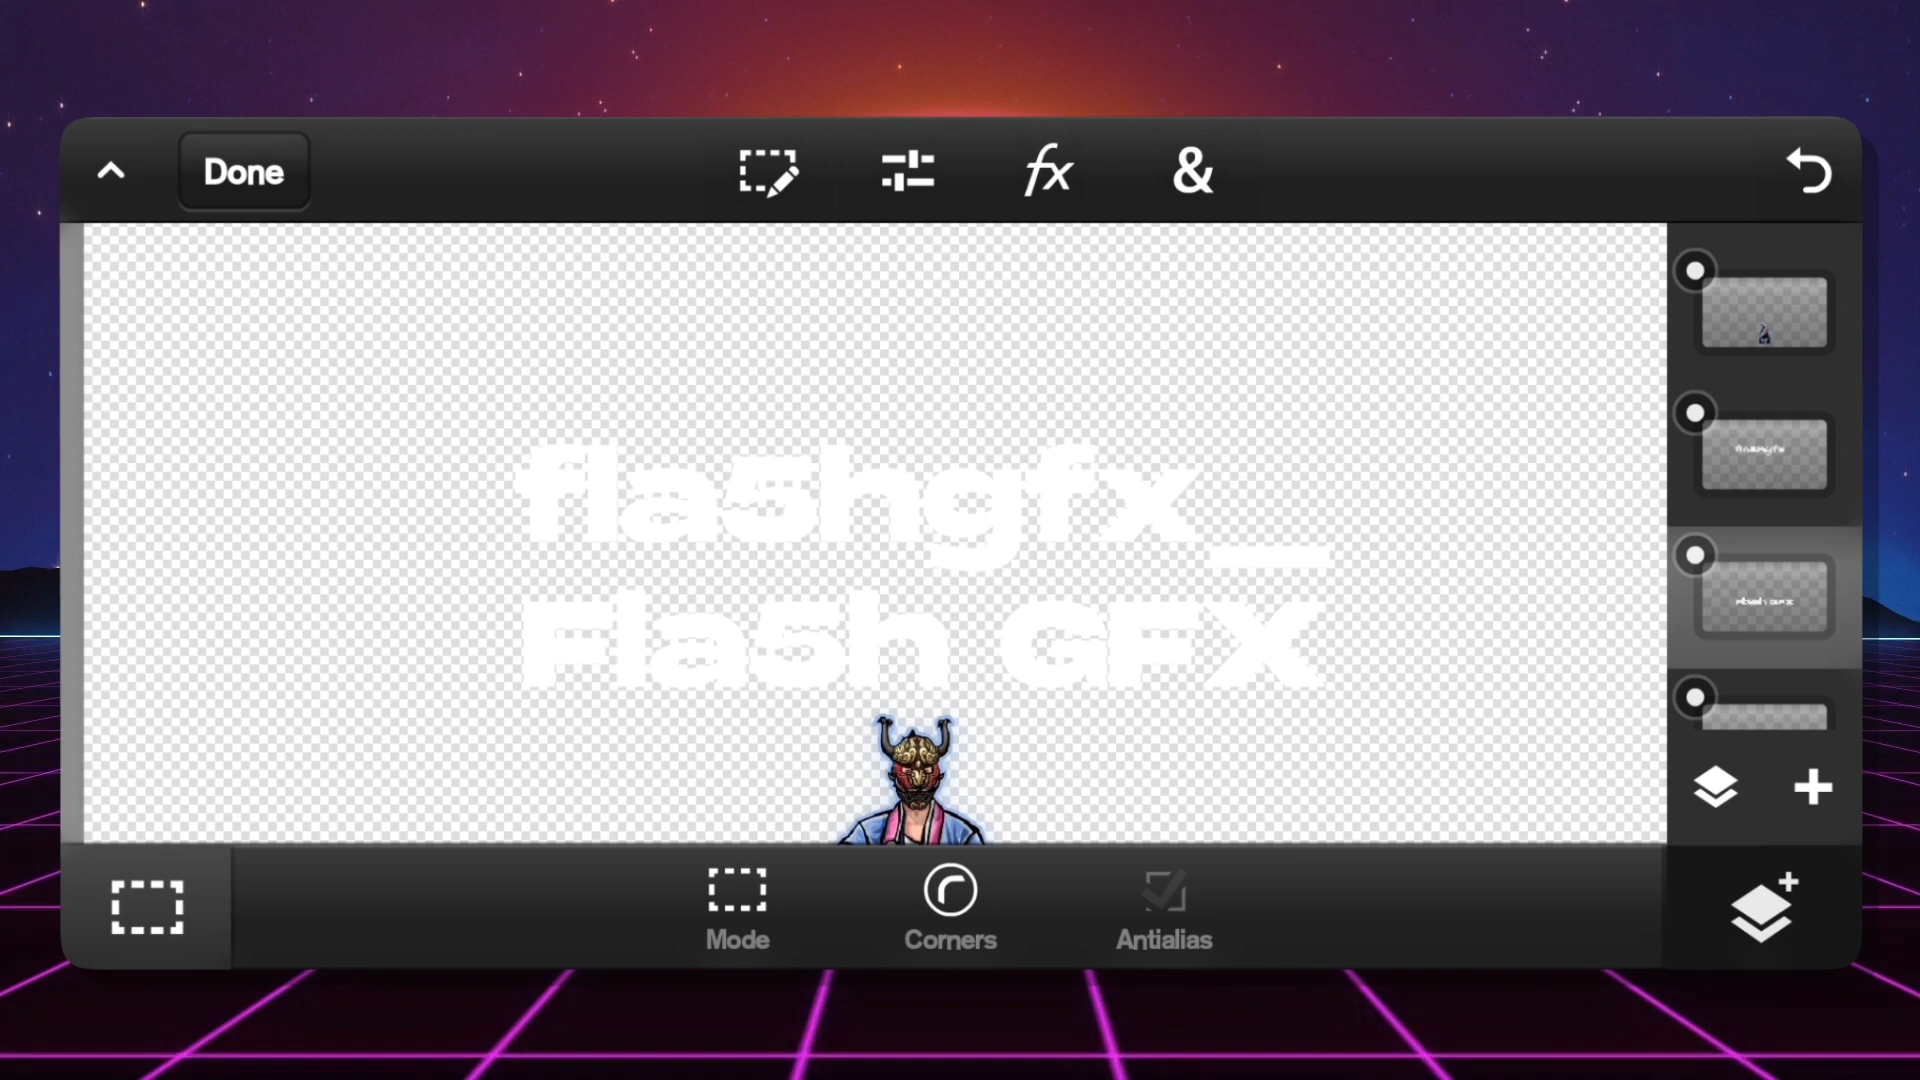 Done
fx
&
fla5hgfx_
Fla5h GFX
Mode
Corners
Antialias